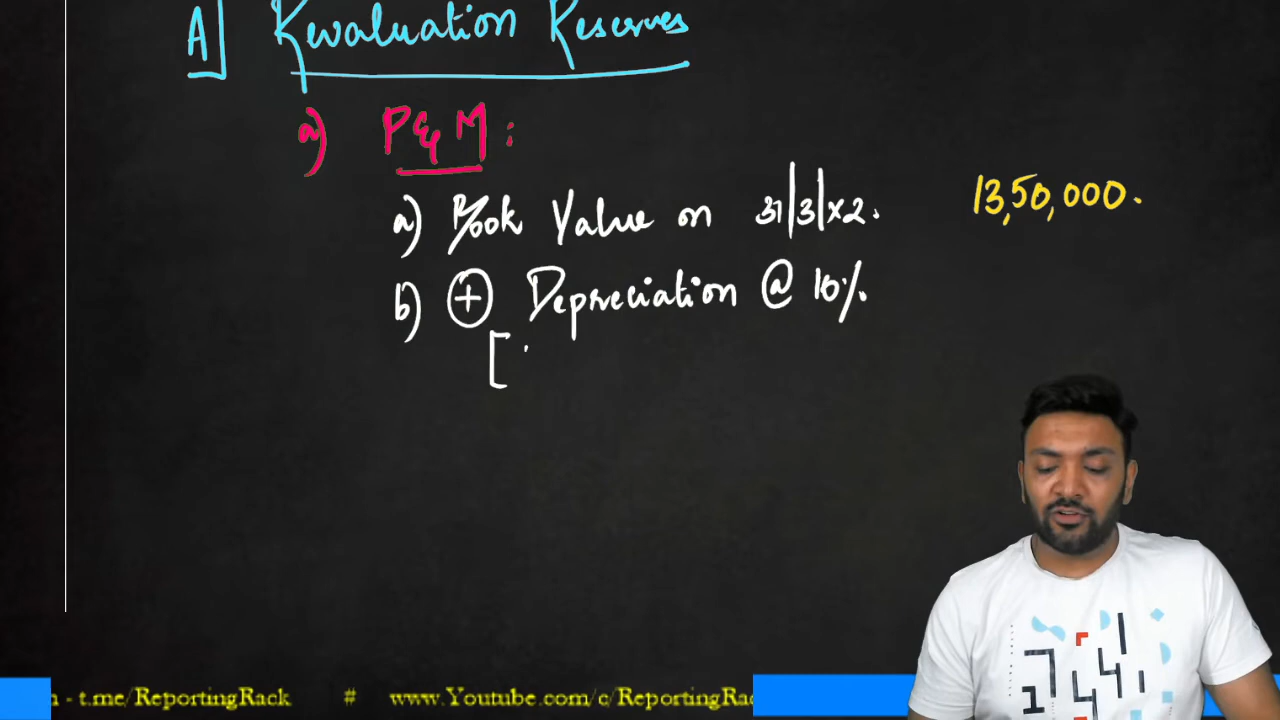 A] Revaluation Reserves
a) P & M :
a) Book Value on 31/3/x2. 13,50,000.
b) (+) Depreciation @ 10%
[
- t.me/ReportingRack # www.Youtube.com/c/ReportingRac